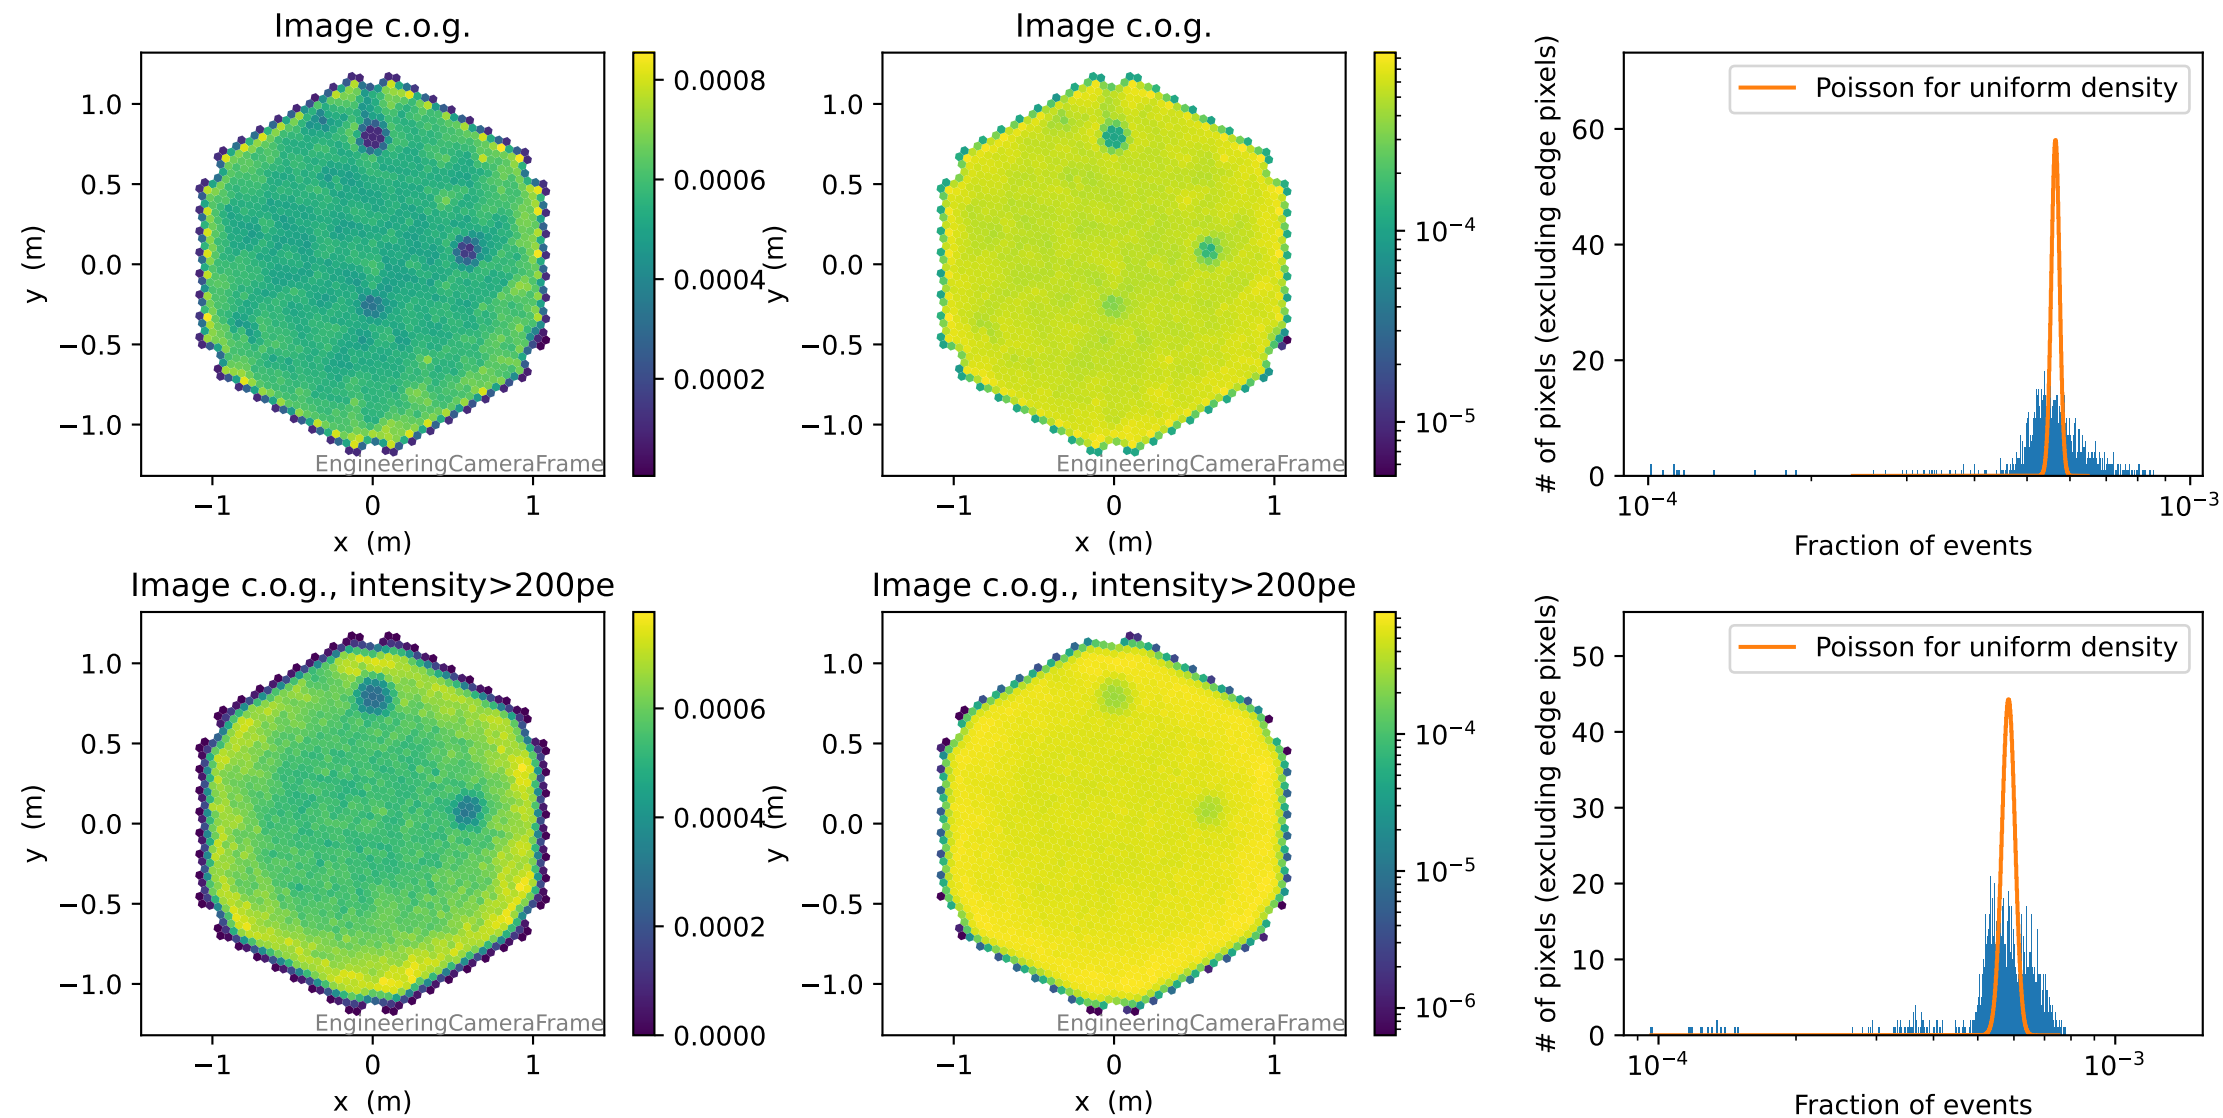 Image c.o.g.
1.0
0.5
0.0
−0.5
−1.0
y (m)
−1
0
1
x (m)
EngineeringCameraFrame
0.0008
0.0006
0.0004
0.0002
Image c.o.g.
1.0
0.5
0.0
−0.5
−1.0
y (m)
−1
0
1
x (m)
EngineeringCameraFrame
10⁻⁴
10⁻⁵
# of pixels (excluding edge pixels)
60
40
20
0
Poisson for uniform density
10⁻⁴
10⁻³
Fraction of events
Image c.o.g., intensity>200pe
1.0
0.5
0.0
−0.5
−1.0
y (m)
−1
0
1
x (m)
EngineeringCameraFrame
0.0006
0.0004
0.0002
0.0000
Image c.o.g., intensity>200pe
1.0
0.5
0.0
−0.5
−1.0
y (m)
−1
0
1
x (m)
EngineeringCameraFrame
10⁻⁴
10⁻⁵
10⁻⁶
# of pixels (excluding edge pixels)
50
40
30
20
10
0
Poisson for uniform density
10⁻⁴
10⁻³
Fraction of events